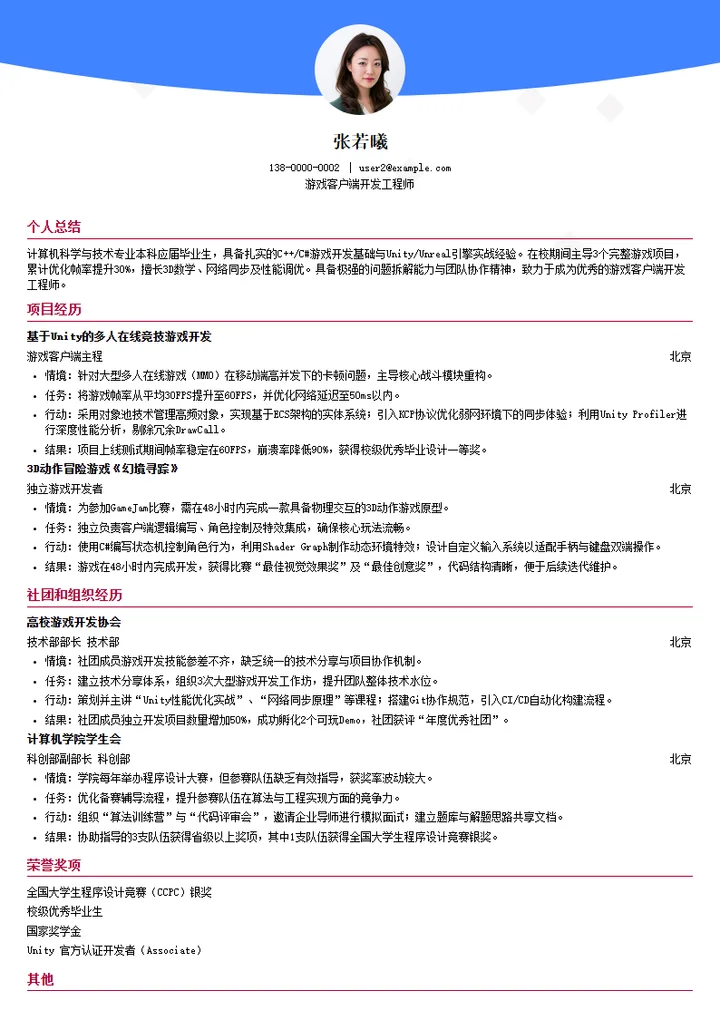 张若曦
138-0000-0002 | user2@example.com
游戏客户端开发工程师
个人总结
计算机科学与技术专业本科应届毕业生，具备扎实的C++/C#游戏开发基础与Unity/Unreal引擎实战经验。在校期间主导3个完整游戏项目，
累计优化帧率提升30%，擅长3D数学、网络同步及性能调优。具备极强的问题拆解能力与团队协作精神，致力于成为优秀的游戏客户端开发
工程师。
项目经历
基于Unity的多人在线竞技游戏开发
游戏客户端主程 北京
• 情境：针对大型多人在线游戏（MMO）在移动端高并发下的卡顿问题，主导核心战斗模块重构。
• 任务：将游戏帧率从平均30FPS提升至60FPS，并优化网络延迟至50ms以内。
• 行动：采用对象池技术管理高频对象，实现基于ECS架构的实体系统；引入KCP协议优化弱网环境下的同步体验；利用Unity Profiler进
行深度性能分析，剔除冗余DrawCall。
• 结果：项目上线测试期间帧率稳定在60FPS，崩溃率降低90%，获得校级优秀毕业设计一等奖。
3D动作冒险游戏《幻境寻踪》
独立游戏开发者 北京
• 情境：为参加GameJam比赛，需在48小时内完成一款具备物理交互的3D动作游戏原型。
• 任务：独立负责客户端逻辑编写、角色控制及特效集成，确保核心玩法流畅。
• 行动：使用C#编写状态机控制角色行为，利用Shader Graph制作动态环境特效；设计自定义输入系统以适配手柄与键盘双端操作。
• 结果：游戏在48小时内完成开发，获得比赛“最佳视觉效果奖”及“最佳创意奖”，代码结构清晰，便于后续迭代维护。
社团和组织经历
高校游戏开发协会
技术部部长 技术部 北京
• 情境：社团成员游戏开发技能参差不齐，缺乏统一的技术分享与项目协作机制。
• 任务：建立技术分享体系，组织3次大型游戏开发工作坊，提升团队整体技术水位。
• 行动：策划并主讲“Unity性能优化实战”、“网络同步原理”等课程；搭建Git协作规范，引入CI/CD自动化构建流程。
• 结果：社团成员独立开发项目数量增加50%，成功孵化2个可玩Demo，社团获评“年度优秀社团”。
计算机学院学生会
科创部副部长 科创部 北京
• 情境：学院每年举办程序设计大赛，但参赛队伍缺乏有效指导，获奖率波动较大。
• 任务：优化备赛辅导流程，提升参赛队伍在算法与工程实现方面的竞争力。
• 行动：组织“算法训练营”与“代码评审会”，邀请企业导师进行模拟面试；建立题库与解题思路共享文档。
• 结果：协助指导的3支队伍获得省级以上奖项，其中1支队伍获得全国大学生程序设计竞赛银奖。
荣誉奖项
全国大学生程序设计竞赛（CCPC）银奖
校级优秀毕业生
国家奖学金
Unity 官方认证开发者（Associate）
其他